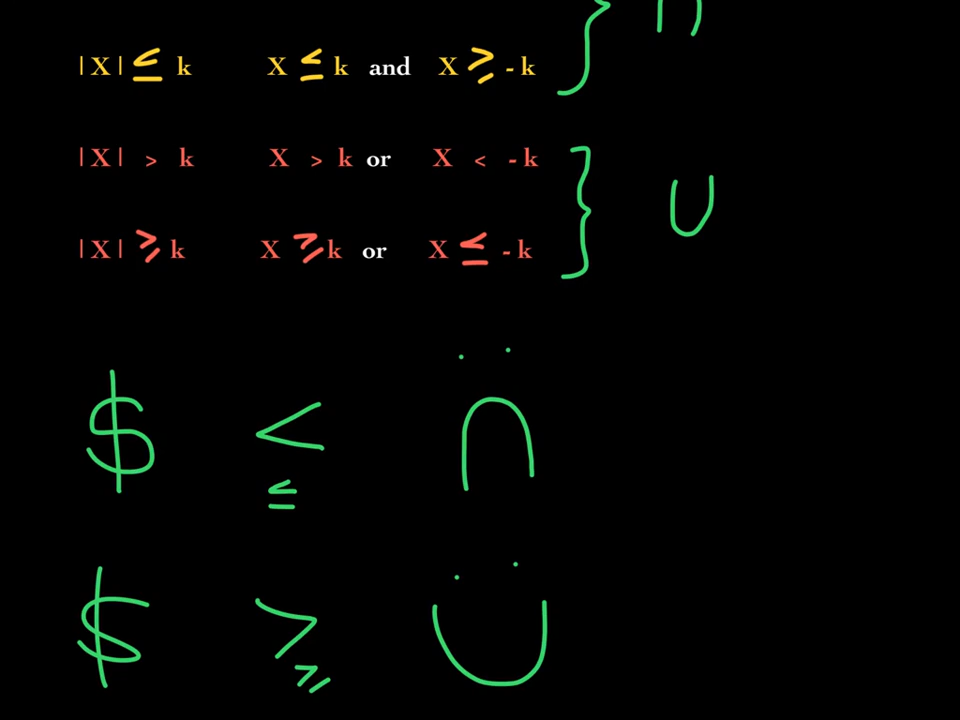 ∩
|X| ≤ k X ≤ k and X ≥ - k
|X| > k X > k or X < - k
∪
|X| ≥ k X ≥ k or X ≤ - k
$ < ∩
≤
$ > ∪
≥